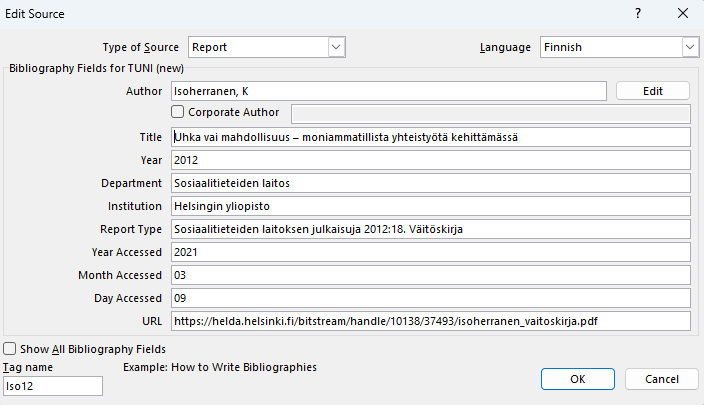 Edit Source
Type of Source Report Language Finnish
Bibliography Fields for TUNI (new)
Author Isoherranen, K Edit
Corporate Author
Title Uhka vai mahdollisuus – moniammatillista yhteistyötä kehittämässä
Year 2012
Department Sosiaalitieteiden laitos
Institution Helsingin yliopisto
Report Type Sosiaalitieteiden laitoksen julkaisuja 2012:18. Väitöskirja
Year Accessed 2021
Month Accessed 03
Day Accessed 09
URL https://helda.helsinki.fi/bitstream/handle/10138/37493/isoherranen_vaitoskirja.pdf
Show All Bibliography Fields
Tag name Example: How to Write Bibliographies
Iso12 OK Cancel